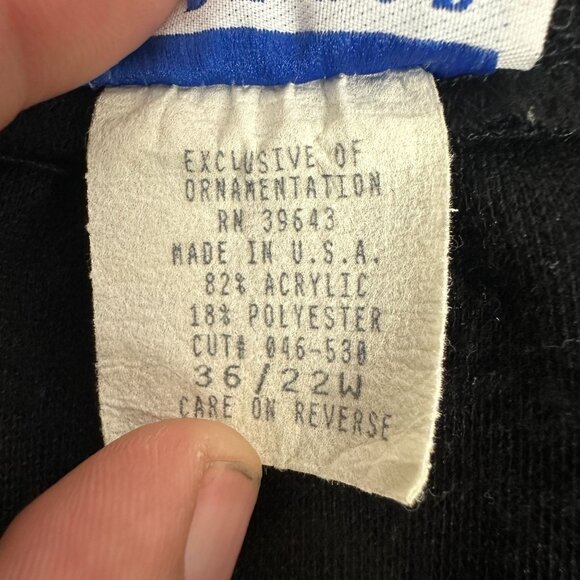 EXCLUSIVE OF
ORNAMENTATION
RN 39643
MADE IN U.S.A.
82% ACRYLIC
18% POLYESTER
CUT# 046-530
36/22W
CARE ON REVERSE